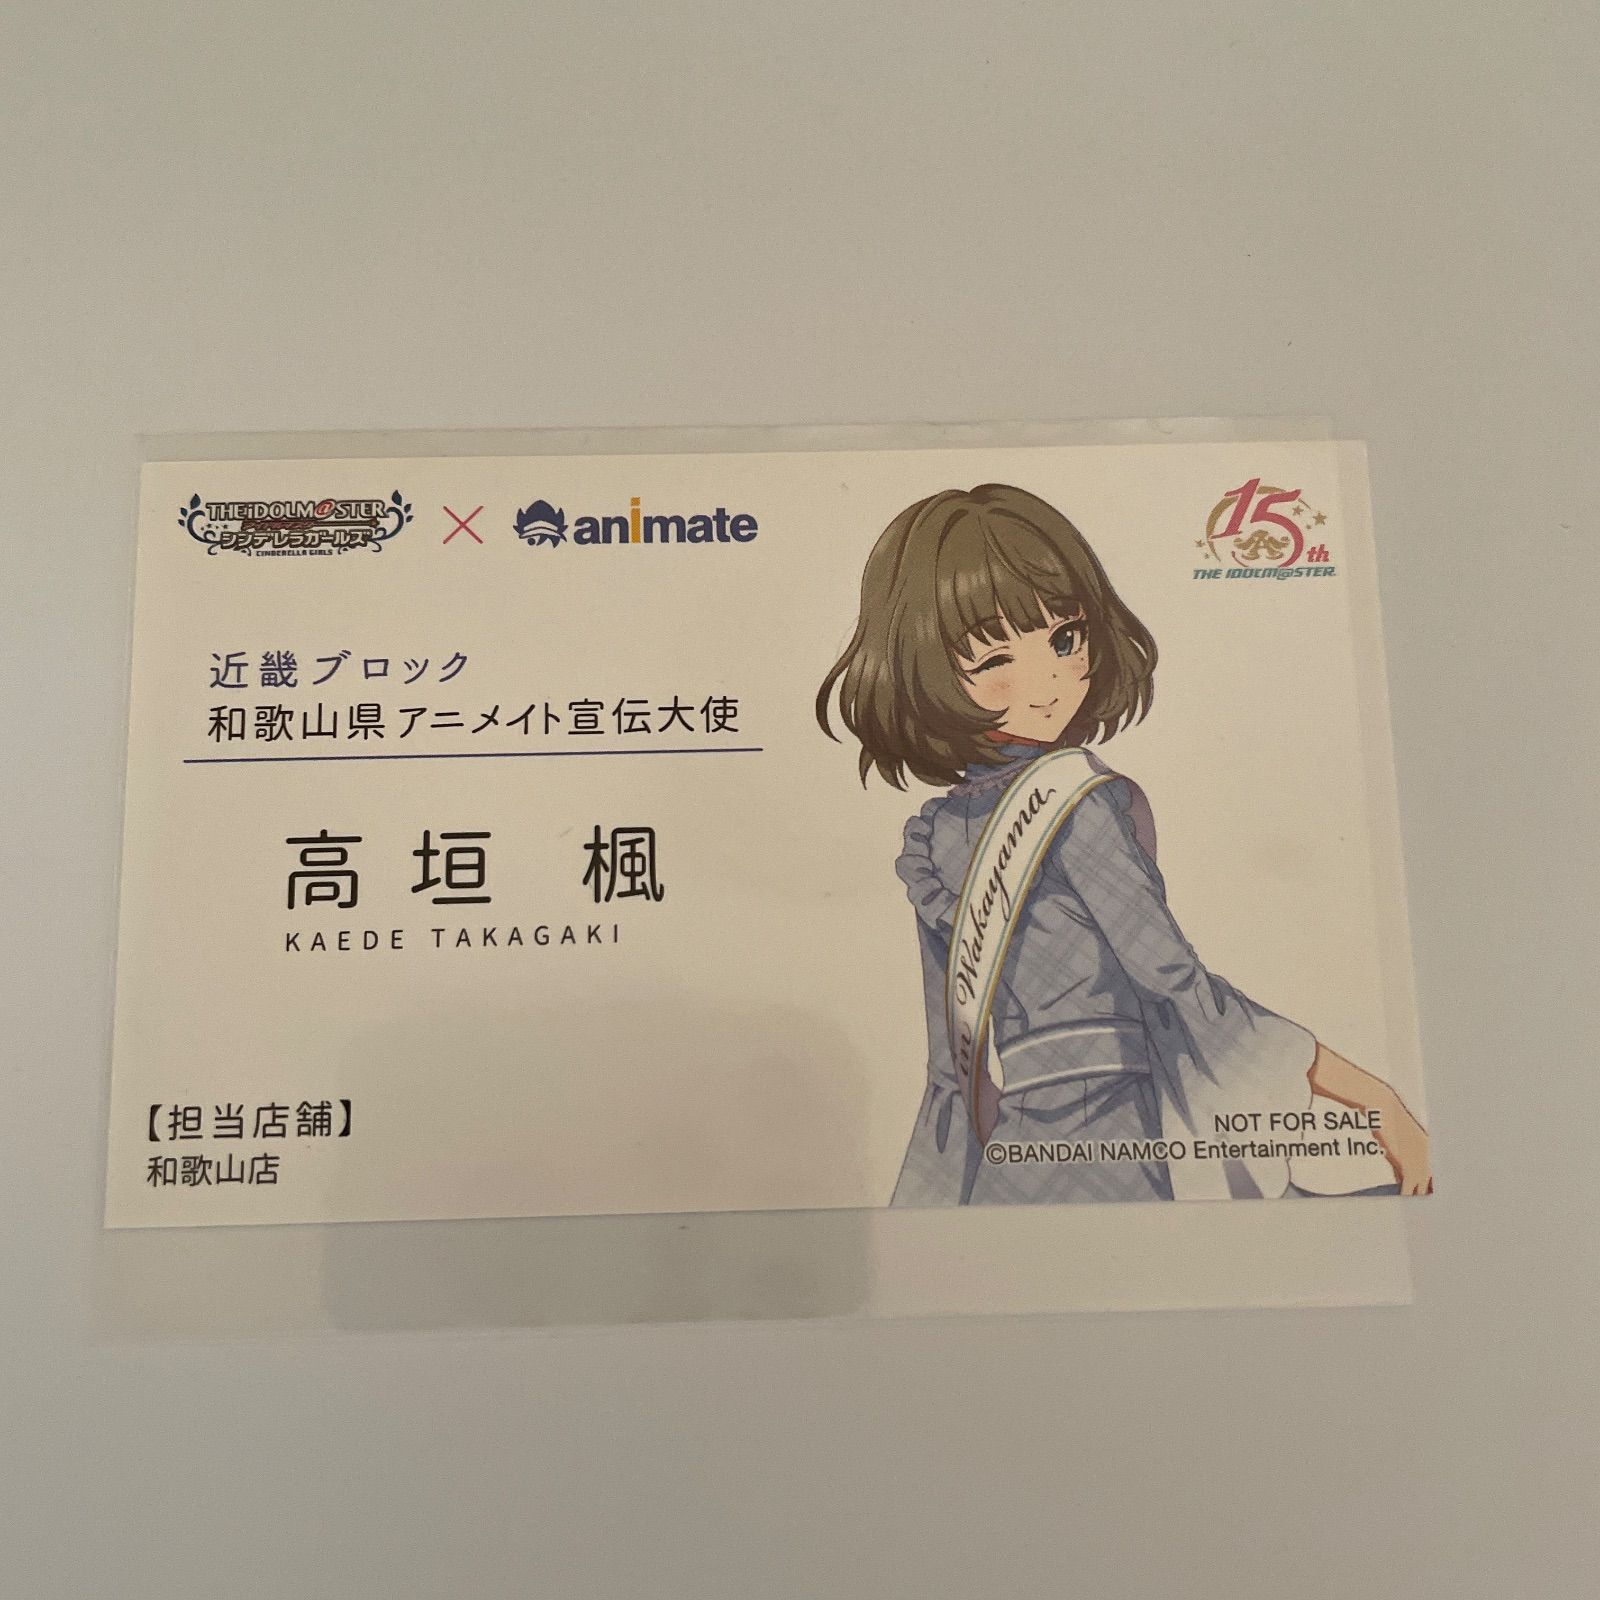 THE iDOLM@STER
シンデレラガールズ
CINDERELLA GIRLS
×
animate
15th
THE IDOLM@STER
近畿ブロック
和歌山県アニメイト宣伝大使
高垣 楓
KAEDE TAKAGAKI
in Wakayama
【担当店舗】
和歌山店
NOT FOR SALE
©BANDAI NAMCO Entertainment Inc.